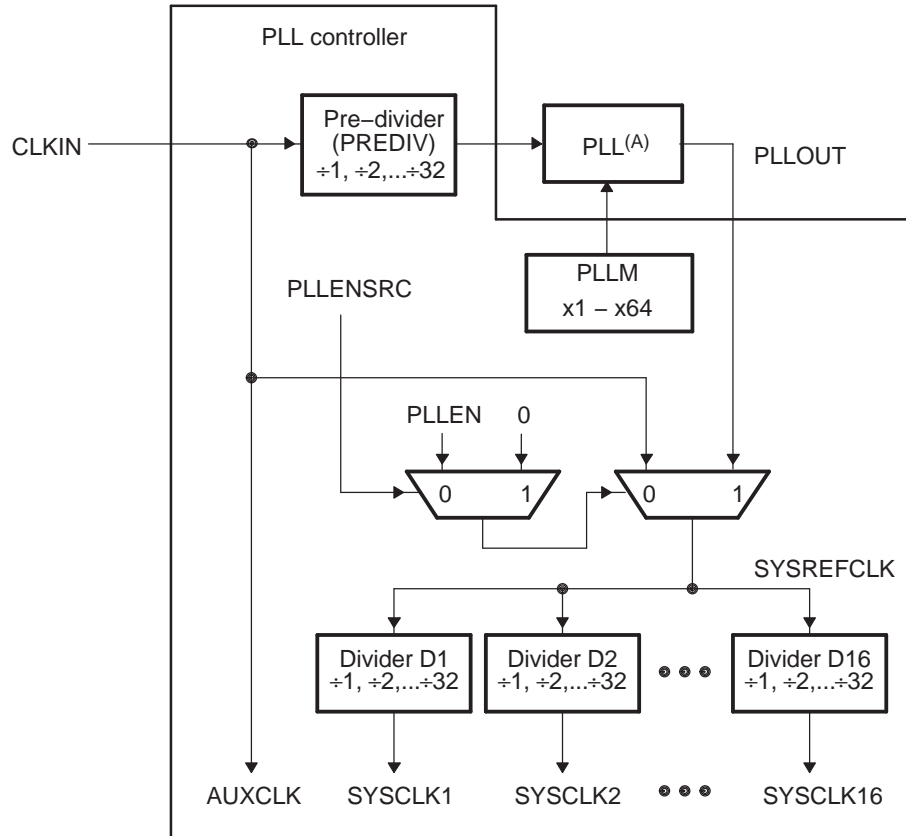 PLL controller
CLKIN
Pre−divider
(PREDIV)
÷1, ÷2,...÷32
PLL(A)
PLLOUT
PLLM
x1 − x64
PLLENSRC
PLLEN 0
0 1
0 1
SYSREFCLK
Divider D1
÷1, ÷2,...÷32
Divider D2
÷1, ÷2,...÷32
Divider D16
÷1, ÷2,...÷32
AUXCLK
SYSCLK1
SYSCLK2
SYSCLK16